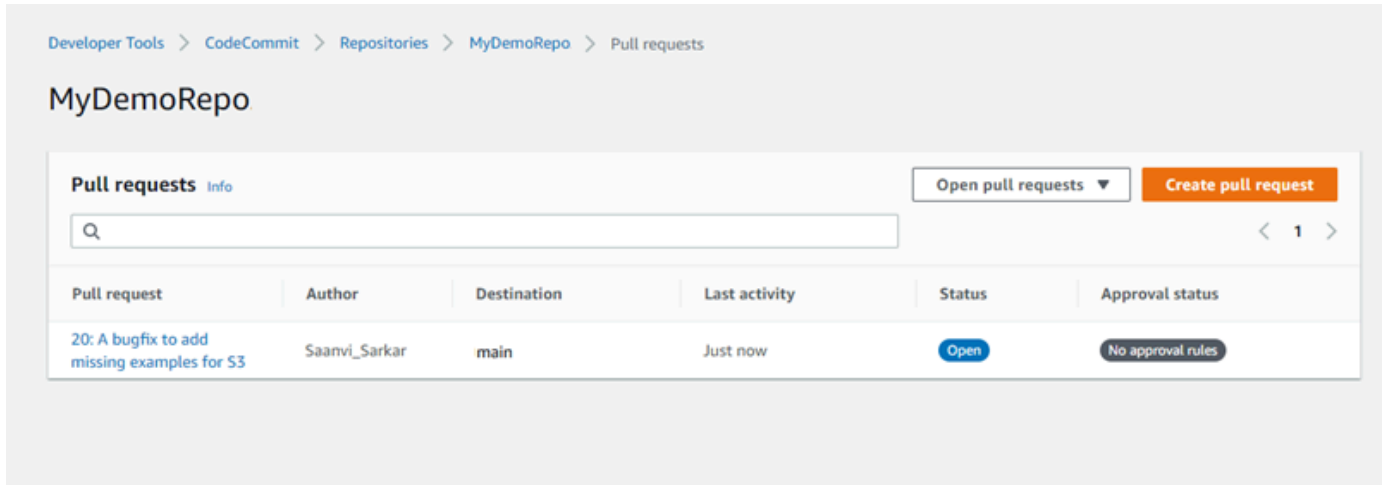 Developer Tools > CodeCommit > Repositories > MyDemoRepo > Pull requests
MyDemoRepo
Pull requests Info
Open pull requests ▼ Create pull request
< 1 >
Pull request Author Destination Last activity Status Approval status
20: A bugfix to add
missing examples for S3 Saanvi_Sarkar main Just now Open No approval rules